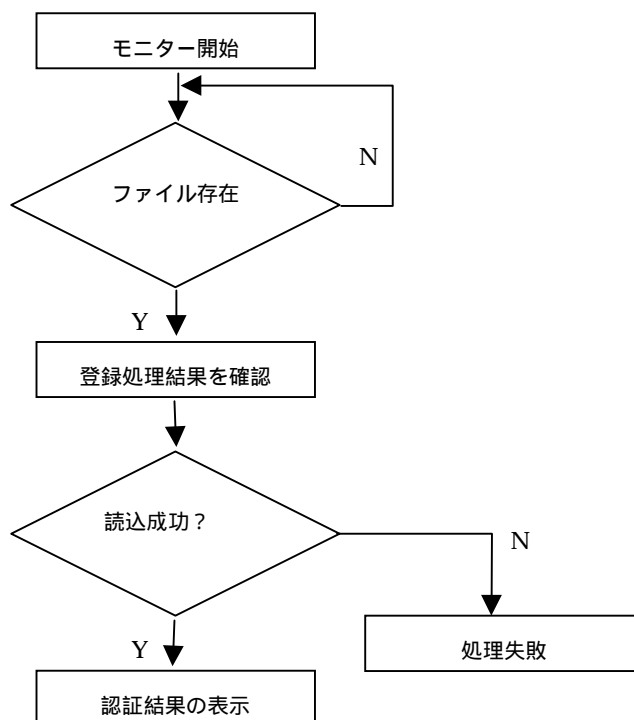 モニター開始
N
ファイル存在
Y
登録処理結果を確認
読込成功？
N
Y
処理失敗
認証結果の表示